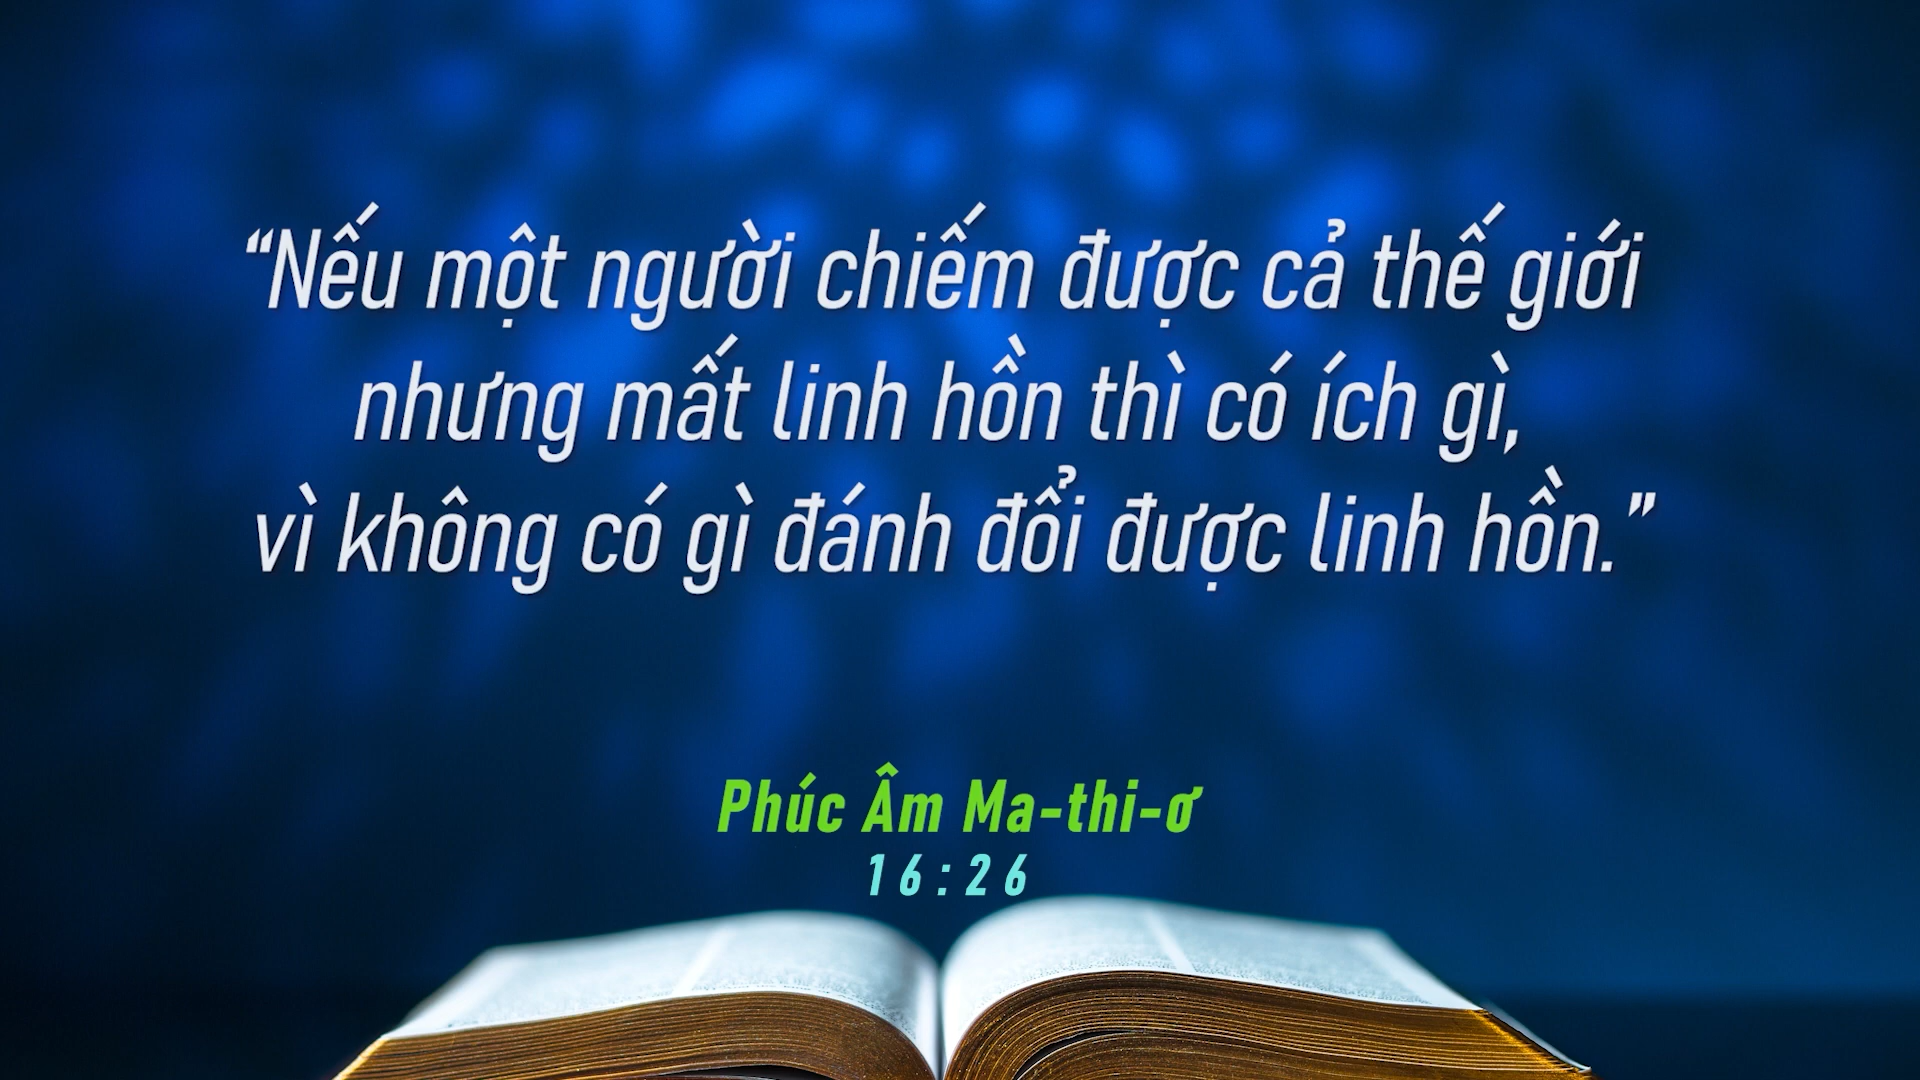 “Nếu một người chiếm được cả thế giới
nhưng mất linh hồn thì có ích gì,
vì không có gì đánh đổi được linh hồn.”
Phúc Âm Ma-thi-ơ
16:26